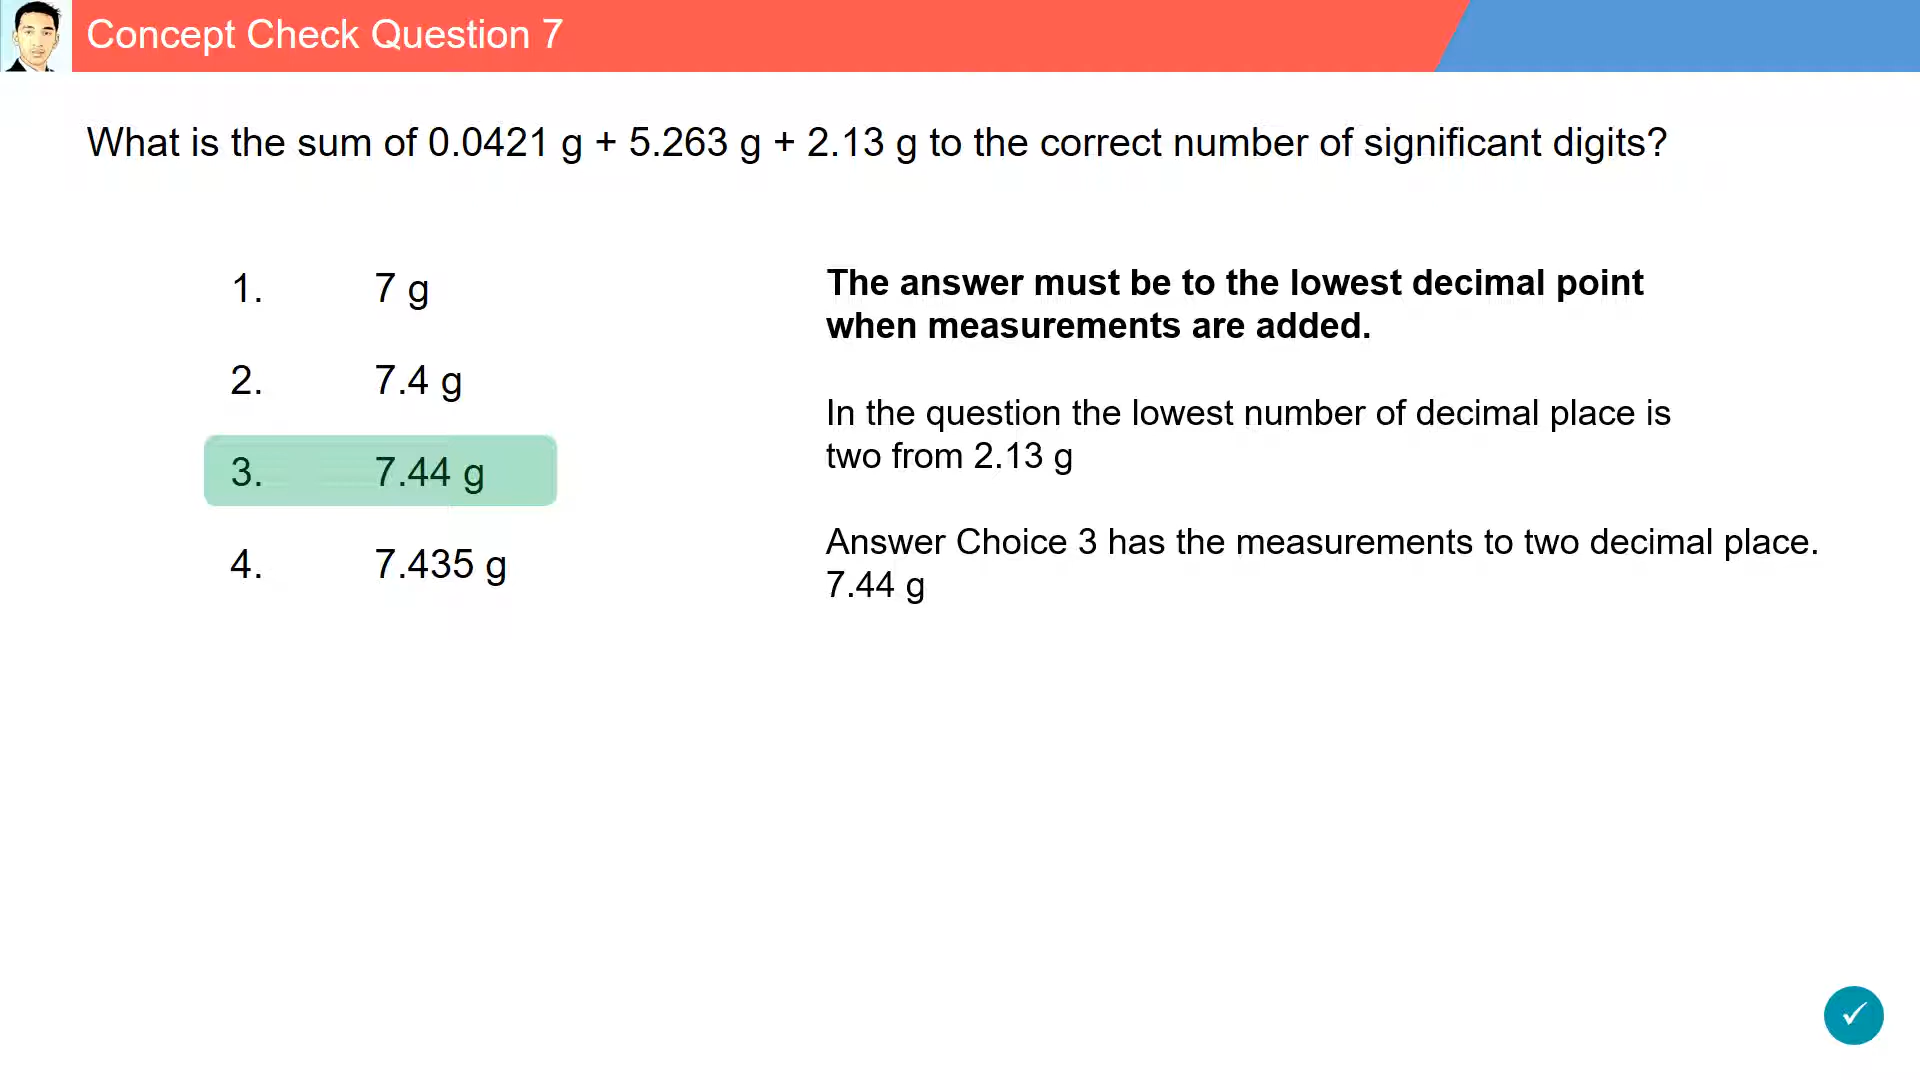 Concept Check Question 7
What is the sum of 0.0421 g + 5.263 g + 2.13 g to the correct number of significant digits?
1. 7 g
2. 7.4 g
3. 7.44 g
4. 7.435 g
The answer must be to the lowest decimal point
when measurements are added.
In the question the lowest number of decimal place is
two from 2.13 g
Answer Choice 3 has the measurements to two decimal place.
7.44 g